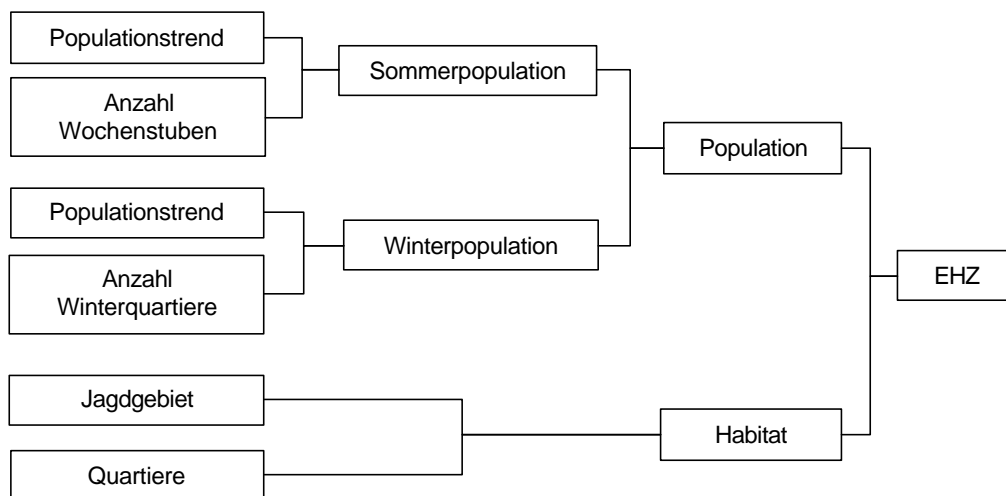 Populationstrend
Anzahl
Wochenstuben
Sommerpopulation
Population
Populationstrend
Anzahl
Winterquartiere
Winterpopulation
EHZ
Jagdgebiet
Quartiere
Habitat